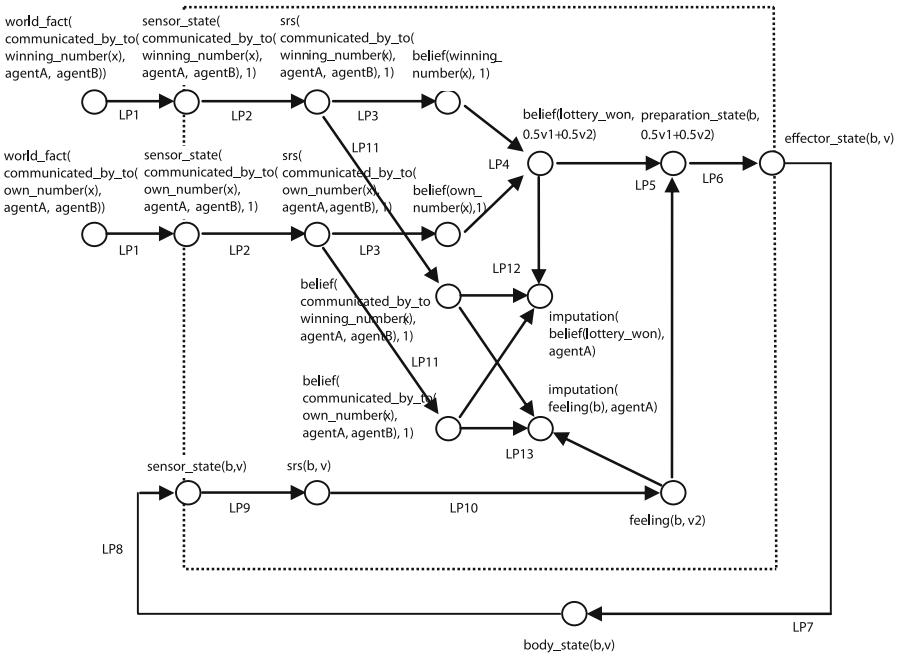 world_fact(
communicated_by_to(
winning_number(x),
agentA, agentB))
sensor_state(
communicated_by_to(
winning_number(x),
agentA, agentB), 1)
srs(
communicated_by_to(
winning_number(x),
agentA, agentB), 1)
belief(winning_
number(x), 1)
LP1
LP2
LP3
LP11
LP4
belief(lottery_won,
0.5v1+0.5v2)
preparation_state(b,
0.5v1+0.5v2)
effector_state(b, v)
LP5
LP6
world_fact(
communicated_by_to(
own_number(x),
agentA, agentB))
sensor_state(
communicated_by_to(
own_number(x),
agentA, agentB), 1)
srs(
communicated_by_to(
own_number(x),
agentA, agentB), 1)
belief(own_
number(x),1)
LP1
LP2
LP3
LP12
belief(
communicated_by_to
winning_number(x),
agentA, agentB), 1)
imputation(
belief(lottery_won),
agentA)
LP11
belief(
communicated_by_to(
own_number(x),
agentA, agentB), 1)
imputation(
feeling(b), agentA)
LP13
sensor_state(b,v)
srs(b, v)
LP9
LP10
feeling(b, v2)
LP8
LP7
body_state(b,v)